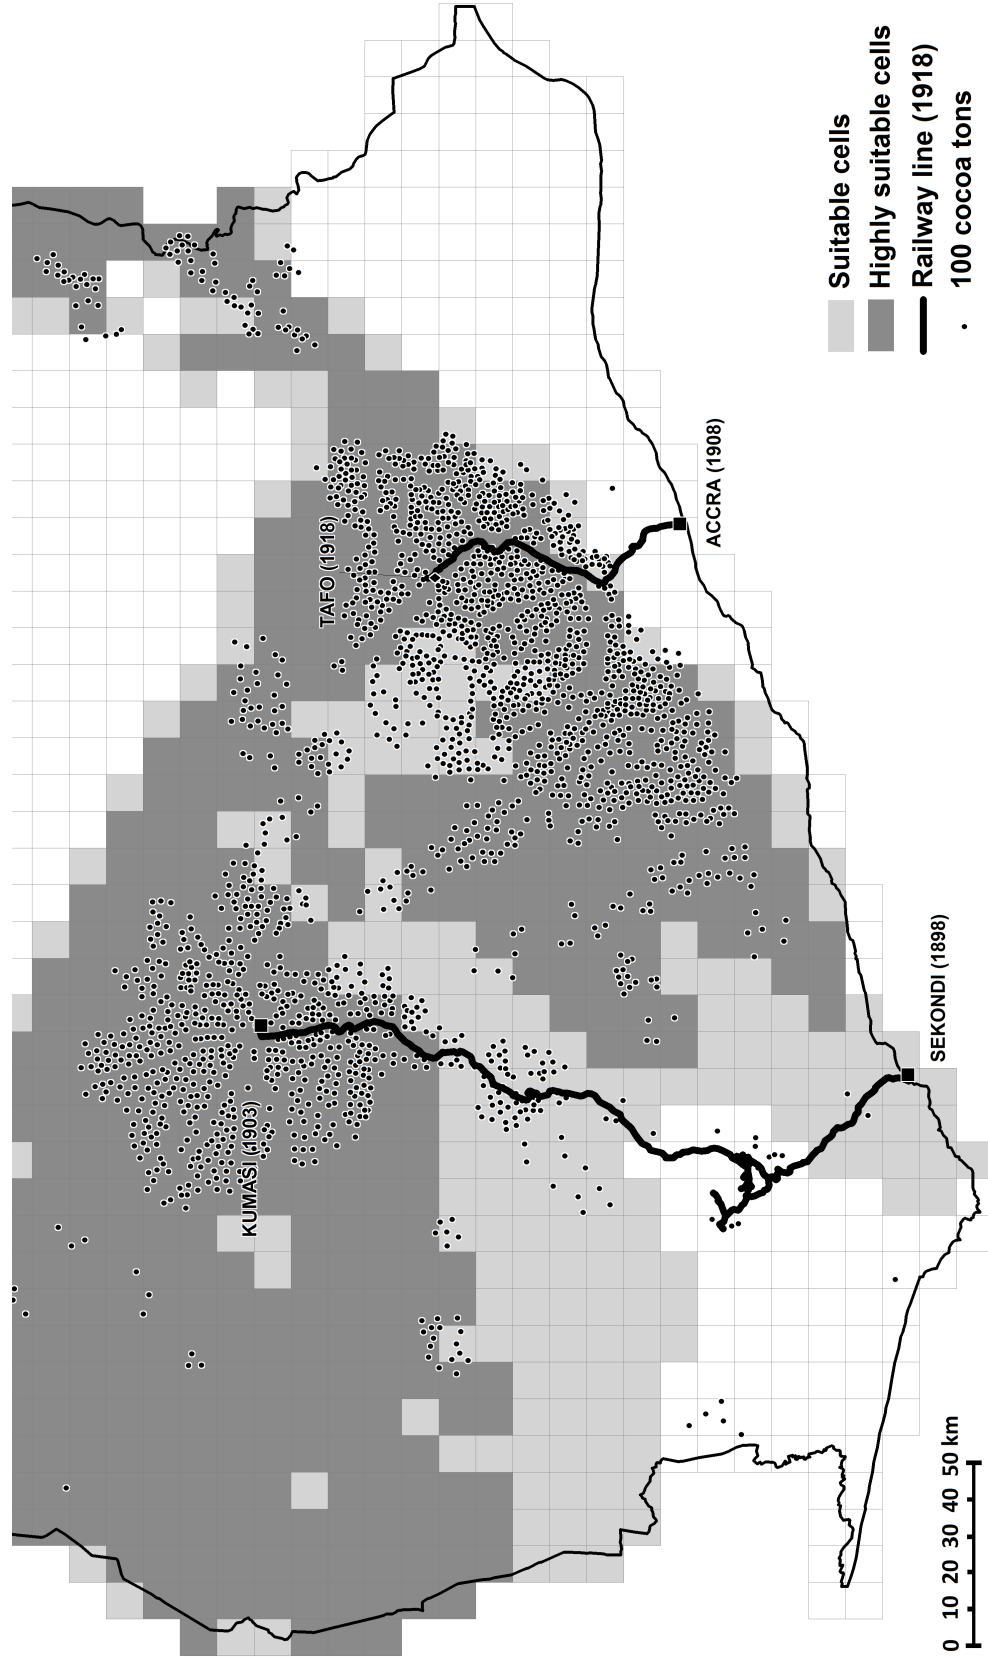 Suitable cells
Highly suitable cells
Railway line (1918)
100 cocoa tons
TAFO (1918)
ACCRA (1908)
KUMASI (1903)
SEKONDI (1898)
0 10 20 30 40 50 km